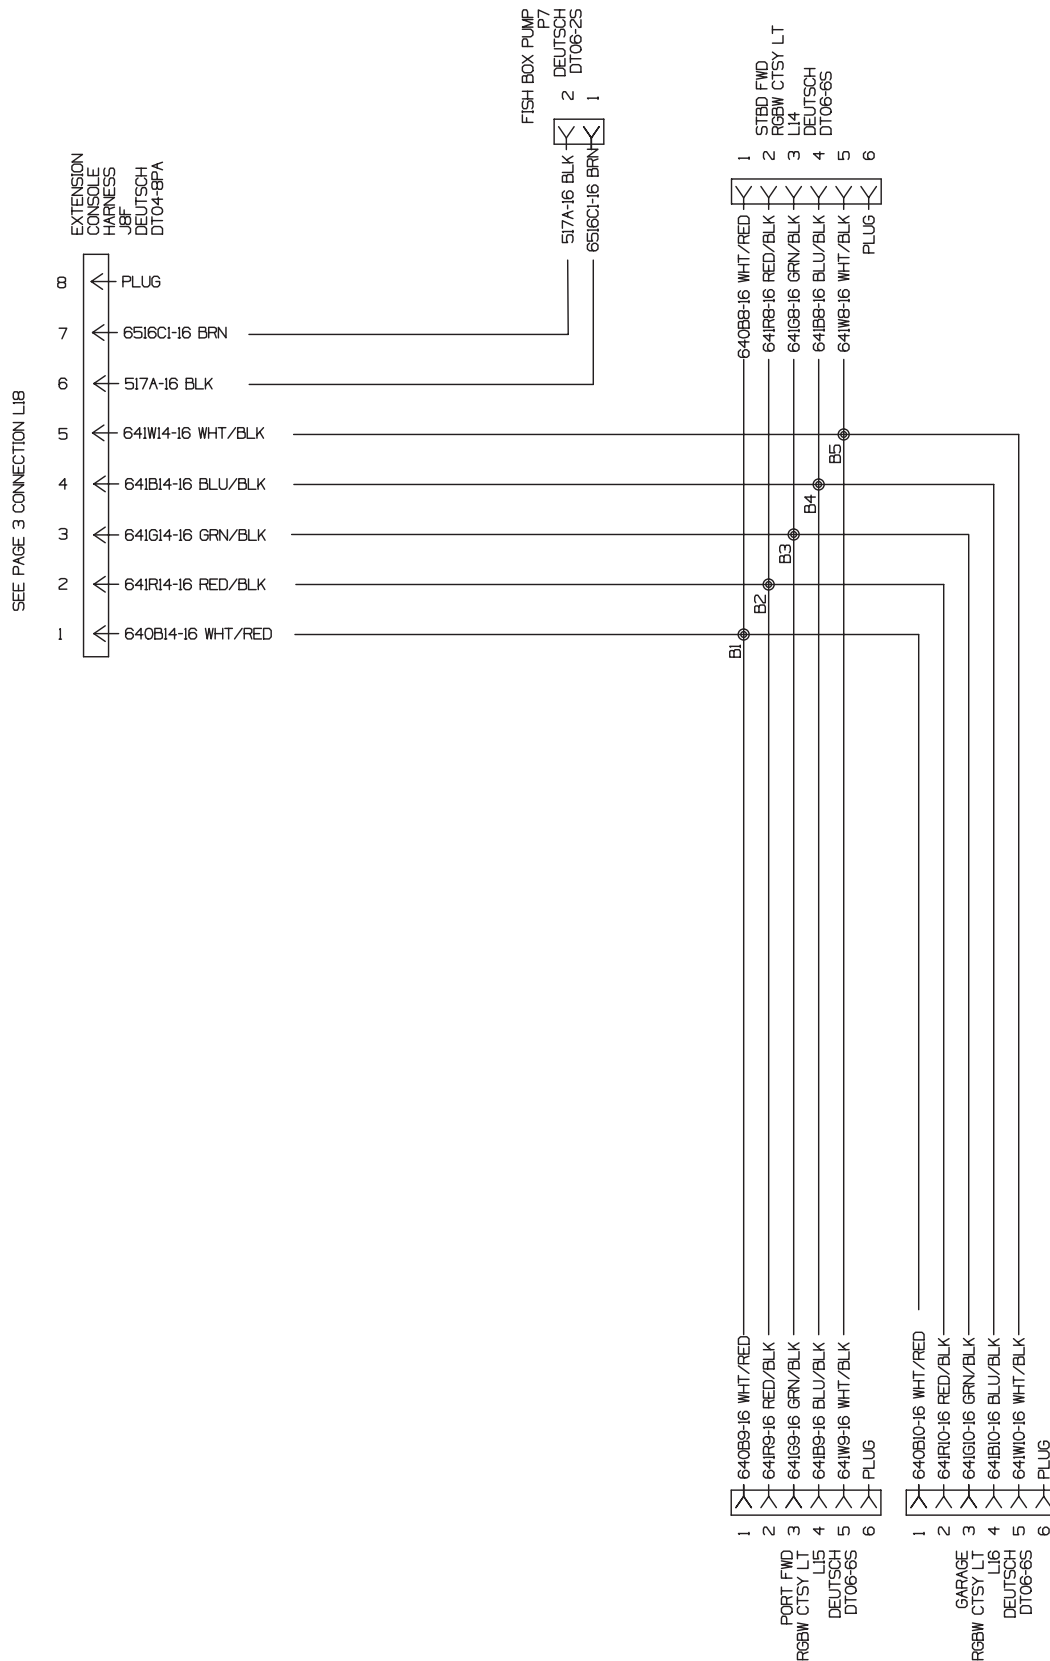 SEE PAGE 3 CONNECTION L18
EXTENSION
CONSOLE
HARNESS
J8F
DEUTSCH
DT04-8PA
8 PLUG
7 6516C1-16 BRN
6 517A-16 BLK
5 641W14-16 WHT/BLK
4 641B14-16 BLU/BLK
3 641G14-16 GRN/BLK
2 641R14-16 RED/BLK
1 640B14-16 WHT/RED
FISH BOX PUMP
P7
DEUTSCH
DT06-2S
2 517A-16 BLK
1 6516C1-16 BRN
STBD FWD
RGBW CTSY LT
L14
DEUTSCH
DT06-6S
1 640B8-16 WHT/RED
2 641R8-16 RED/BLK
3 641G8-16 GRN/BLK
4 641B8-16 BLU/BLK
5 641W8-16 WHT/BLK
6 PLUG
B5
B4
B3
B2
B1
1 640B9-16 WHT/RED
2 641R9-16 RED/BLK
3 641G9-16 GRN/BLK
4 641B9-16 BLU/BLK
5 641W9-16 WHT/BLK
6 PLUG
PORT FWD
RGBW CTSY LT
L15
DEUTSCH
DT06-6S
1 640B10-16 WHT/RED
2 641R10-16 RED/BLK
3 641G10-16 GRN/BLK
4 641B10-16 BLU/BLK
5 641W10-16 WHT/BLK
6 PLUG
GARAGE
RGBW CTSY LT
L16
DEUTSCH
DT06-6S